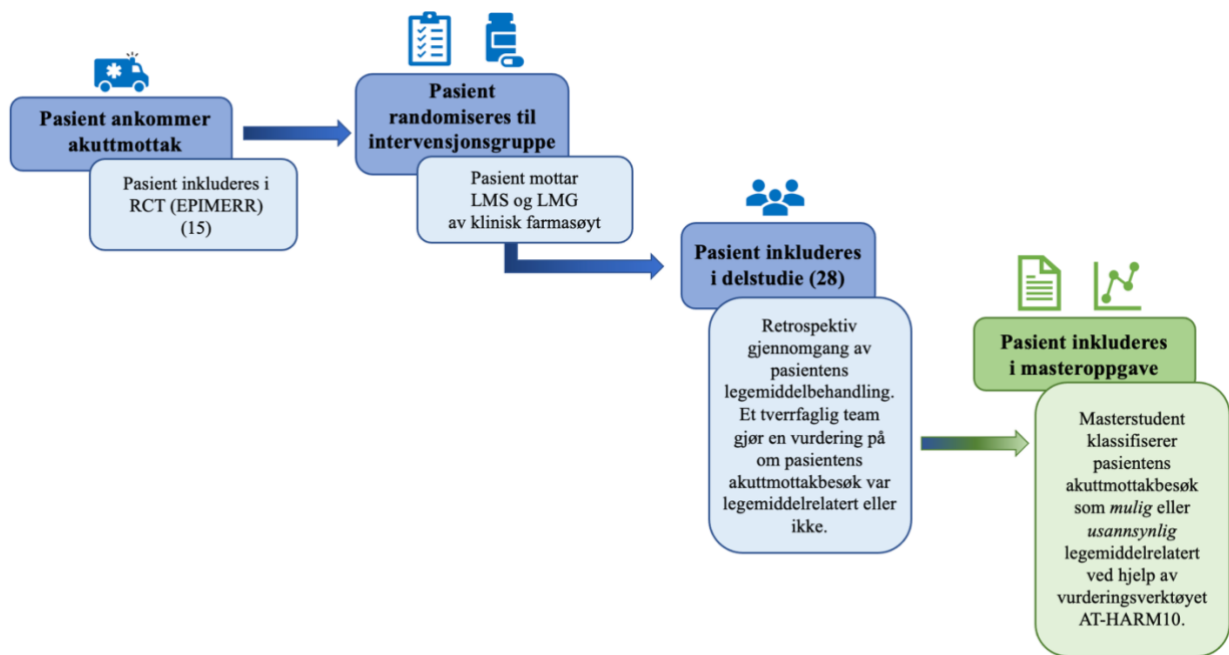 Pasient ankommer
akuttmottak
Pasient inkluderes i
RCT (EPIMERR)
(15)
Pasient
randomiseres til
intervensjonsgruppe
Pasient mottar
LMS og LMG
av klinisk farmasøyt
Pasient inkluderes
i delstudie (28)
Retrospektiv
gjennomgang av
pasientens
legemiddelbehandling.
Et tverrfaglig team
gjør en vurdering på
om pasientens
akuttmottakbesøk var
legemiddelrelatert eller
ikke.
Pasient inkluderes
i masteroppgave
Masterstudent
klassifiserer
pasientens
akuttmottakbesøk
som mulig eller
usannsynlig
legemiddelrelatert
ved hjelp av
vurderingsverktøyet
AT-HARM10.